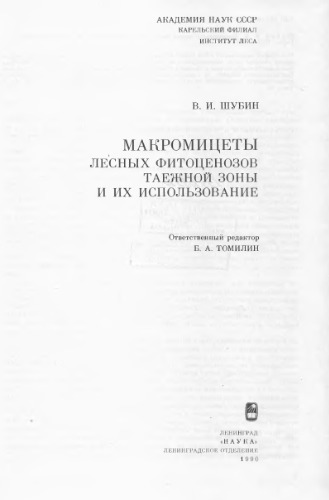 АКАДЕМИЯ НАУК СССР
КАРЕЛЬСКИЙ ФИЛИАЛ
ИНСТИТУТ ЛЕСА
В. И. ШУБИН
МАКРОМИЦЕТЫ
ЛЕСНЫХ ФИТОЦЕНОЗОВ
ТАЕЖНОЙ ЗОНЫ
И ИХ ИСПОЛЬЗОВАНИЕ
Ответственный редактор
Б. А. ТОМИЛИН
ЛЕНИНГРАД
«НАУКА»
ЛЕНИНГРАДСКОЕ ОТДЕЛЕНИЕ